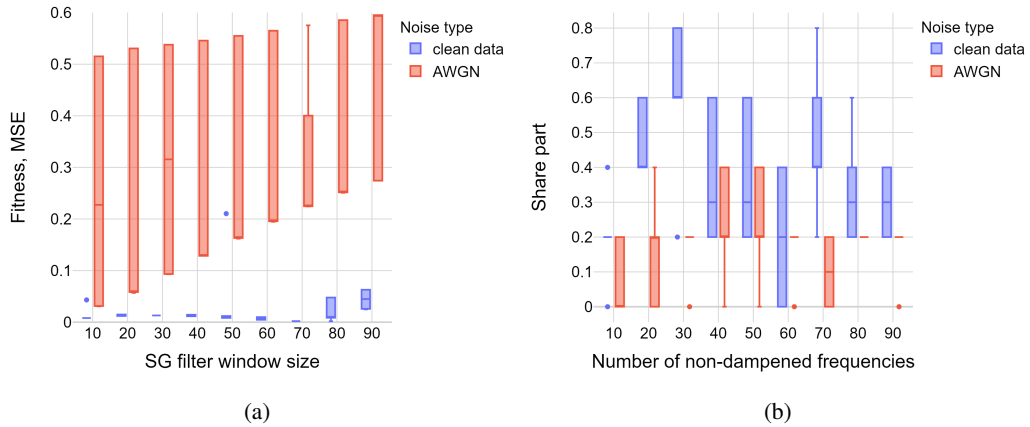 Fitness, MSE
0.6
0.5
0.4
0.3
0.2
0.1
0
10 20 30 40 50 60 70 80 90
SG filter window size
Noise type
clean data
AWGN
(a)
Share part
0.8
0.7
0.6
0.5
0.4
0.3
0.2
0.1
0
10 20 30 40 50 60 70 80 90
Number of non-dampened frequencies
Noise type
clean data
AWGN
(b)